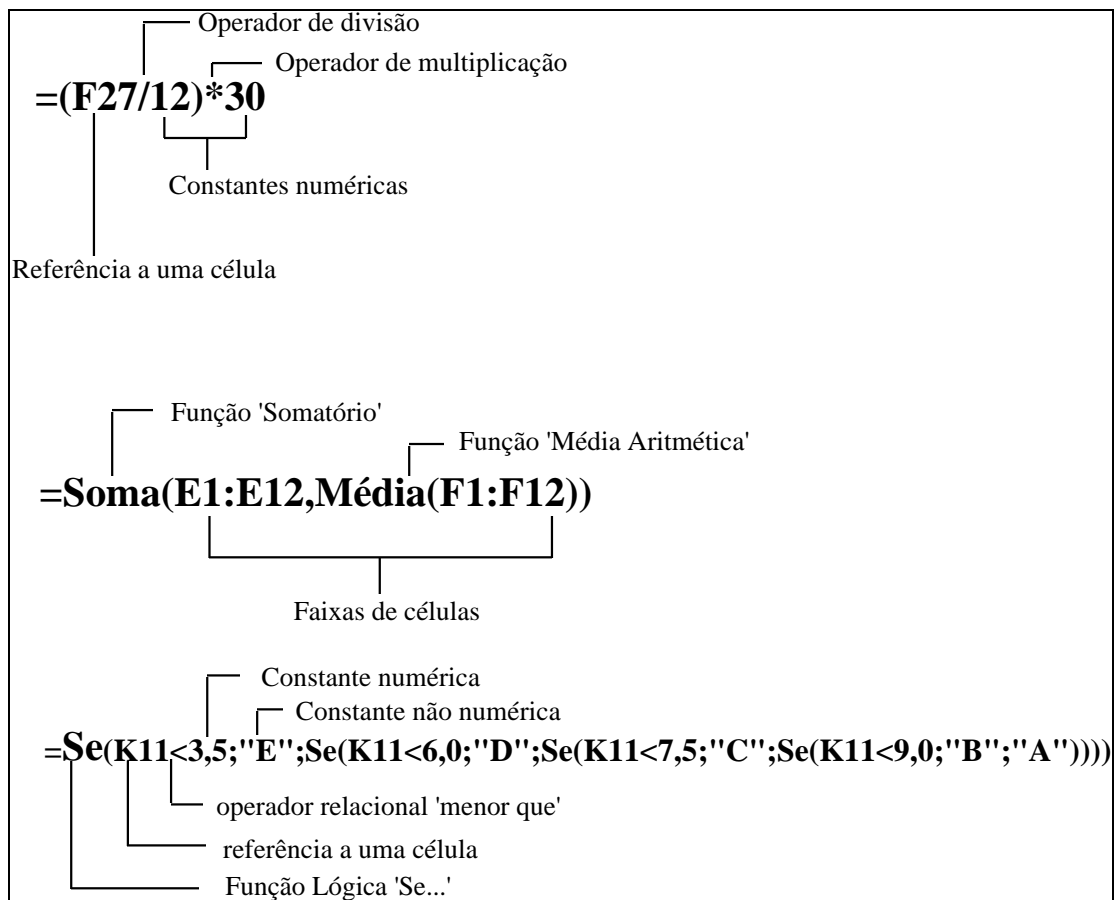 Operador de divisão
Operador de multiplicação
=(F27/12)*30
Constantes numéricas
Referência a uma célula
Função 'Somatório'
Função 'Média Aritmética'
=Soma(E1:E12,Média(F1:F12))
Faixas de células
Constante numérica
Constante não numérica
=Se(K11<3,5;"E";Se(K11<6,0;"D";Se(K11<7,5;"C";Se(K11<9,0;"B";"A"))))
operador relacional 'menor que'
referência a uma célula
Função Lógica 'Se...'